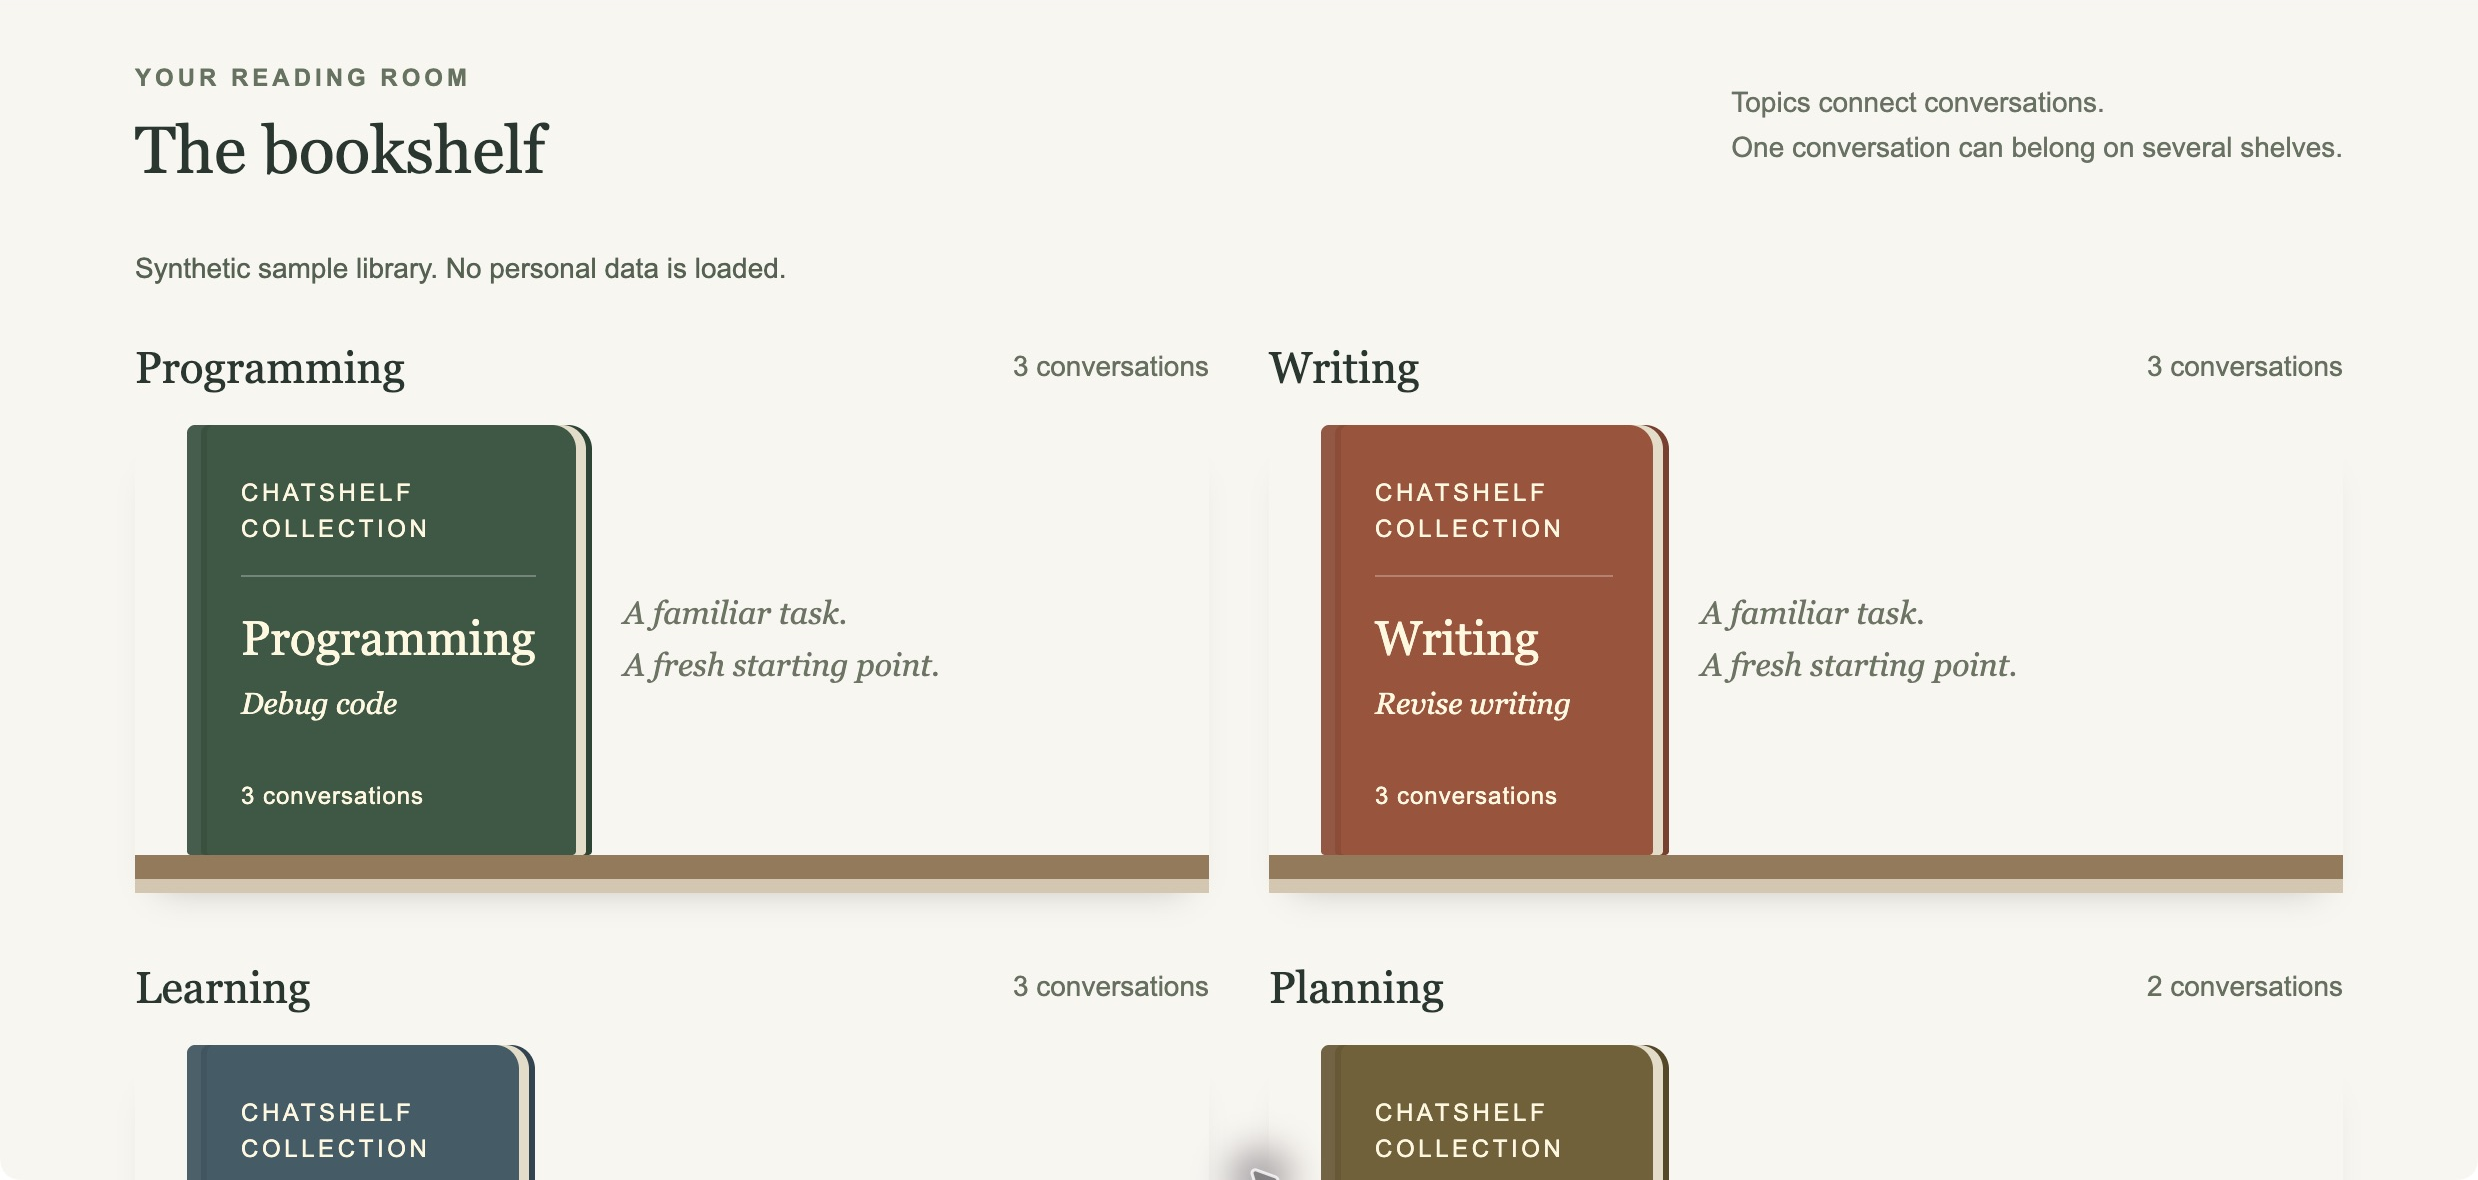 YOUR READING ROOM
The bookshelf
Topics connect conversations.
One conversation can belong on several shelves.
Synthetic sample library. No personal data is loaded.
Programming
3 conversations
CHATSHELF
COLLECTION
Programming
Debug code
3 conversations
A familiar task.
A fresh starting point.
Writing
3 conversations
CHATSHELF
COLLECTION
Writing
Revise writing
3 conversations
A familiar task.
A fresh starting point.
Learning
3 conversations
CHATSHELF
COLLECTION
Planning
2 conversations
CHATSHELF
COLLECTION